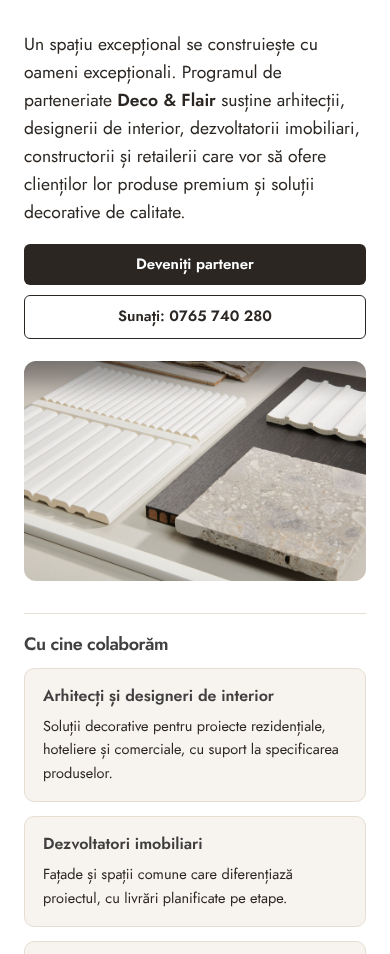 Un spațiu excepțional se construiește cu
oameni excepționali. Programul de
parteneriate Deco & Flair susține arhitecții,
designerii de interior, dezvoltatorii imobiliari,
constructorii și retailerii care vor să ofere
clienților lor produse premium și soluții
decorative de calitate.
Deveniți partener
Sunați: 0765 740 280
Cu cine colaborăm
Arhitecți și designeri de interior
Soluții decorative pentru proiecte rezidențiale,
hoteliere și comerciale, cu suport la specificarea
produselor.
Dezvoltatori imobiliari
Fațade și spații comune care diferențiază
proiectul, cu livrări planificate pe etape.